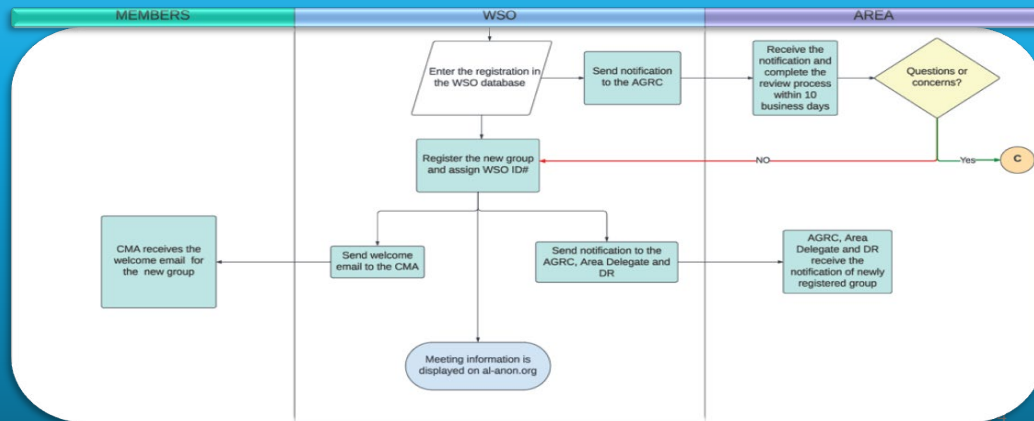 MEMBERS
WSO
AREA
Enter the registration in
the WSO database
Send notification
to the AGRC
Receive the
notification and
complete the
review process
within 10
business days
Questions or
concerns?
Register the new group
and assign WSO ID#
NO
Yes
C
CMA receives the
welcome email for
the new group
Send welcome
email to the CMA
Send notification to the
AGRC, Area Delegate and
DR
AGRC, Area
Delegate and DR
receive the
notification of newly
registered group
Meeting information is
displayed on al-anon.org